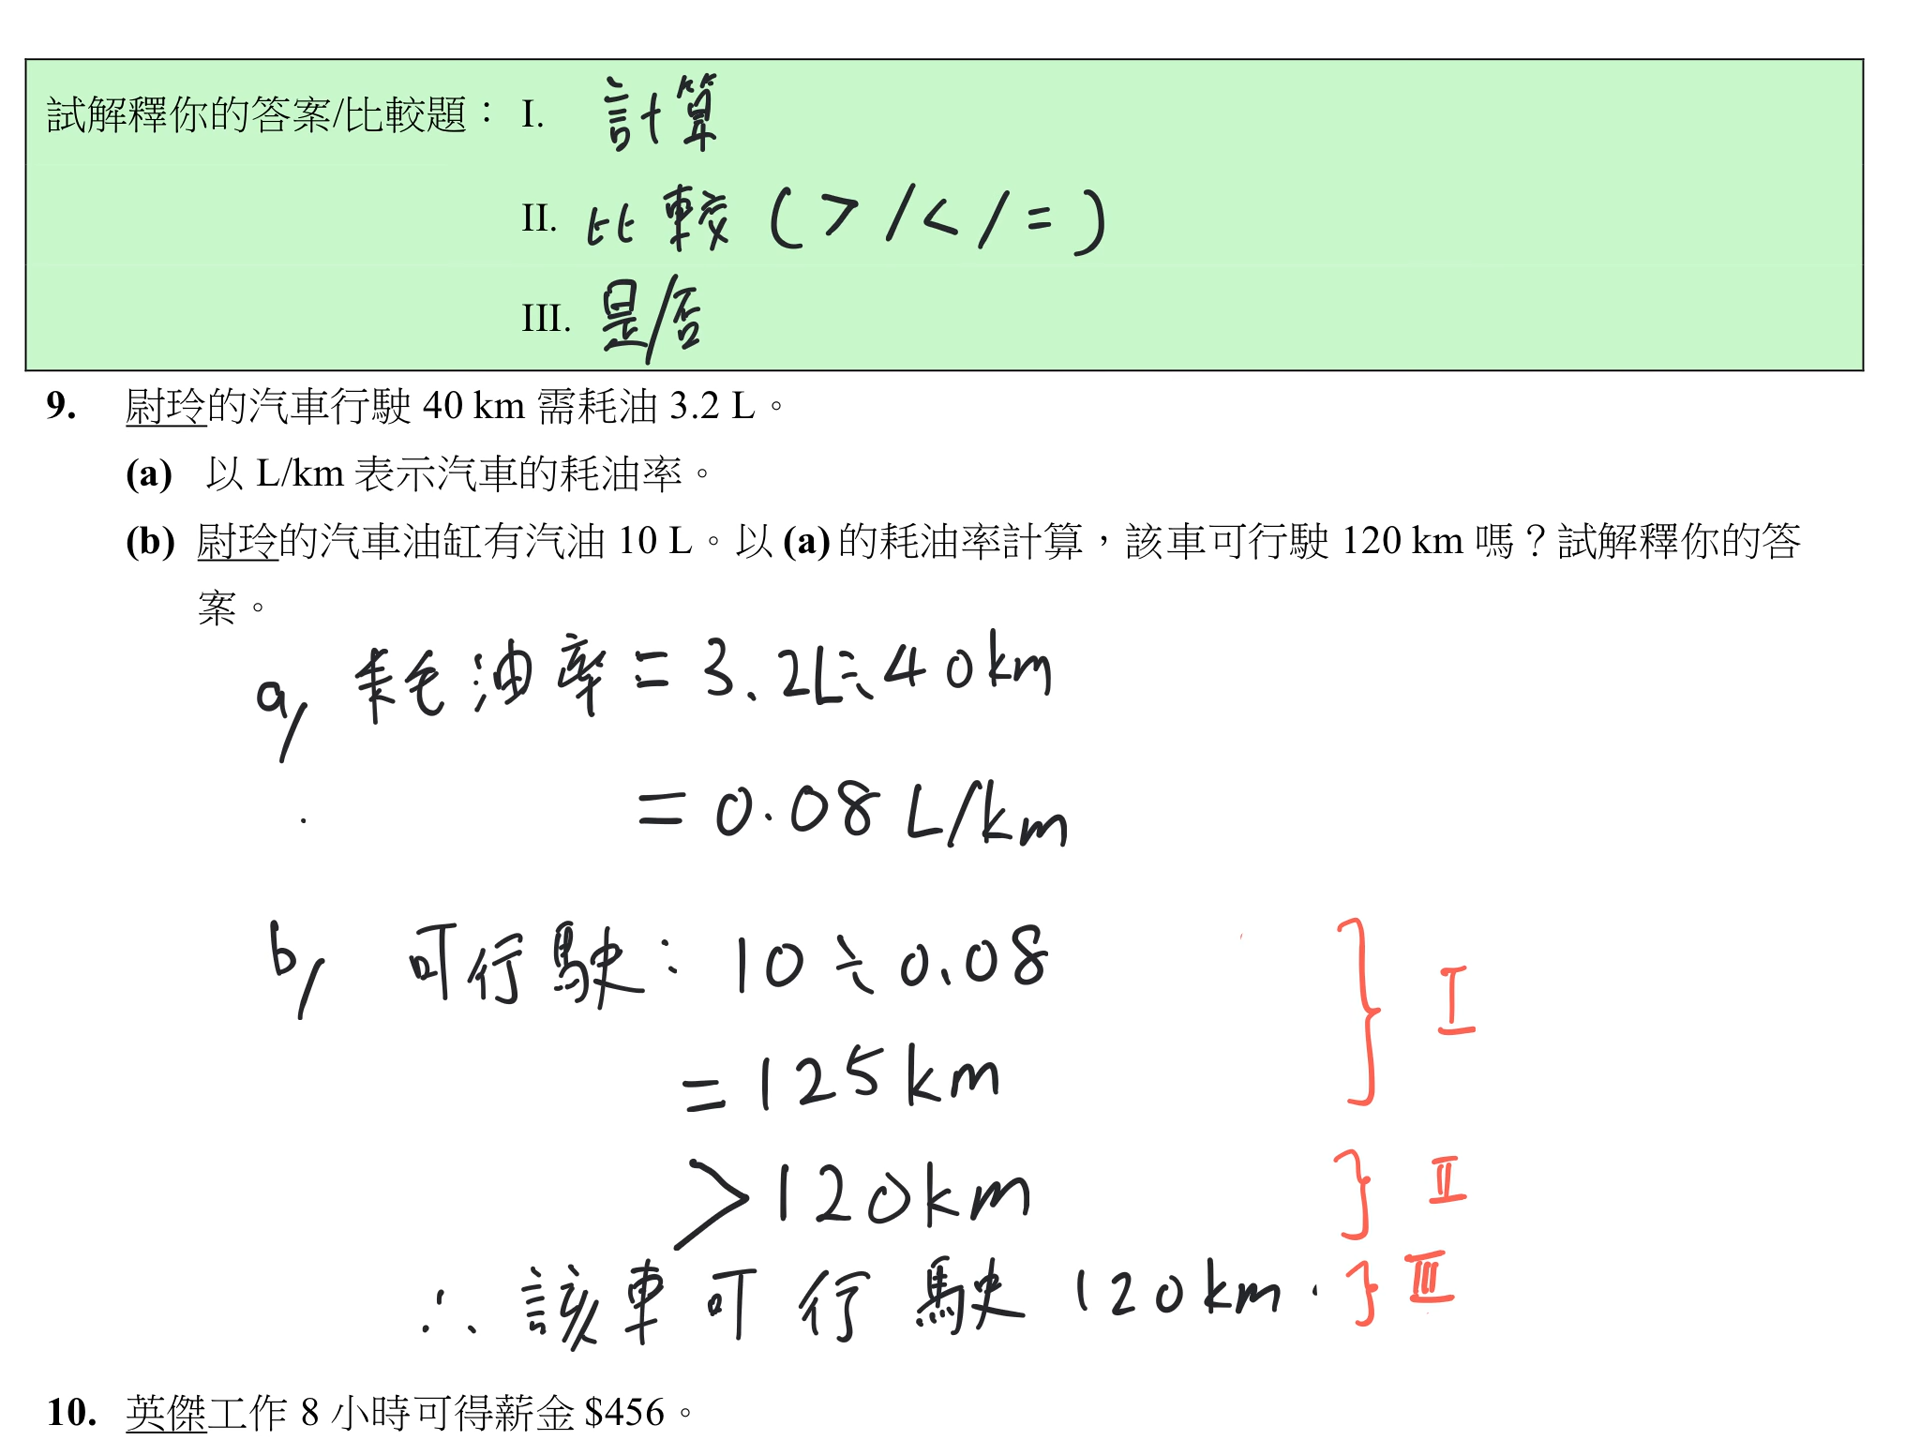 試解釋你的答案/比較題： I. 計算
II. 比較 ( > / < / = )
III. 是/否
9. 尉玲的汽車行駛 40 km 需耗油 3.2 L。
(a) 以 L/km 表示汽車的耗油率。
(b) 尉玲的汽車油缸有汽油 10 L。以 (a) 的耗油率計算，該車可行駛 120 km 嗎？試解釋你的答
案。
a/ 耗油率 = 3.2L ÷ 40km
= 0.08 L/km
b/ 可行駛：10 ÷ 0.08 } I
= 125 km
> 120 km } II
∴ 該車可行駛 120 km. } III
10. 英傑工作 8 小時可得薪金 $456。